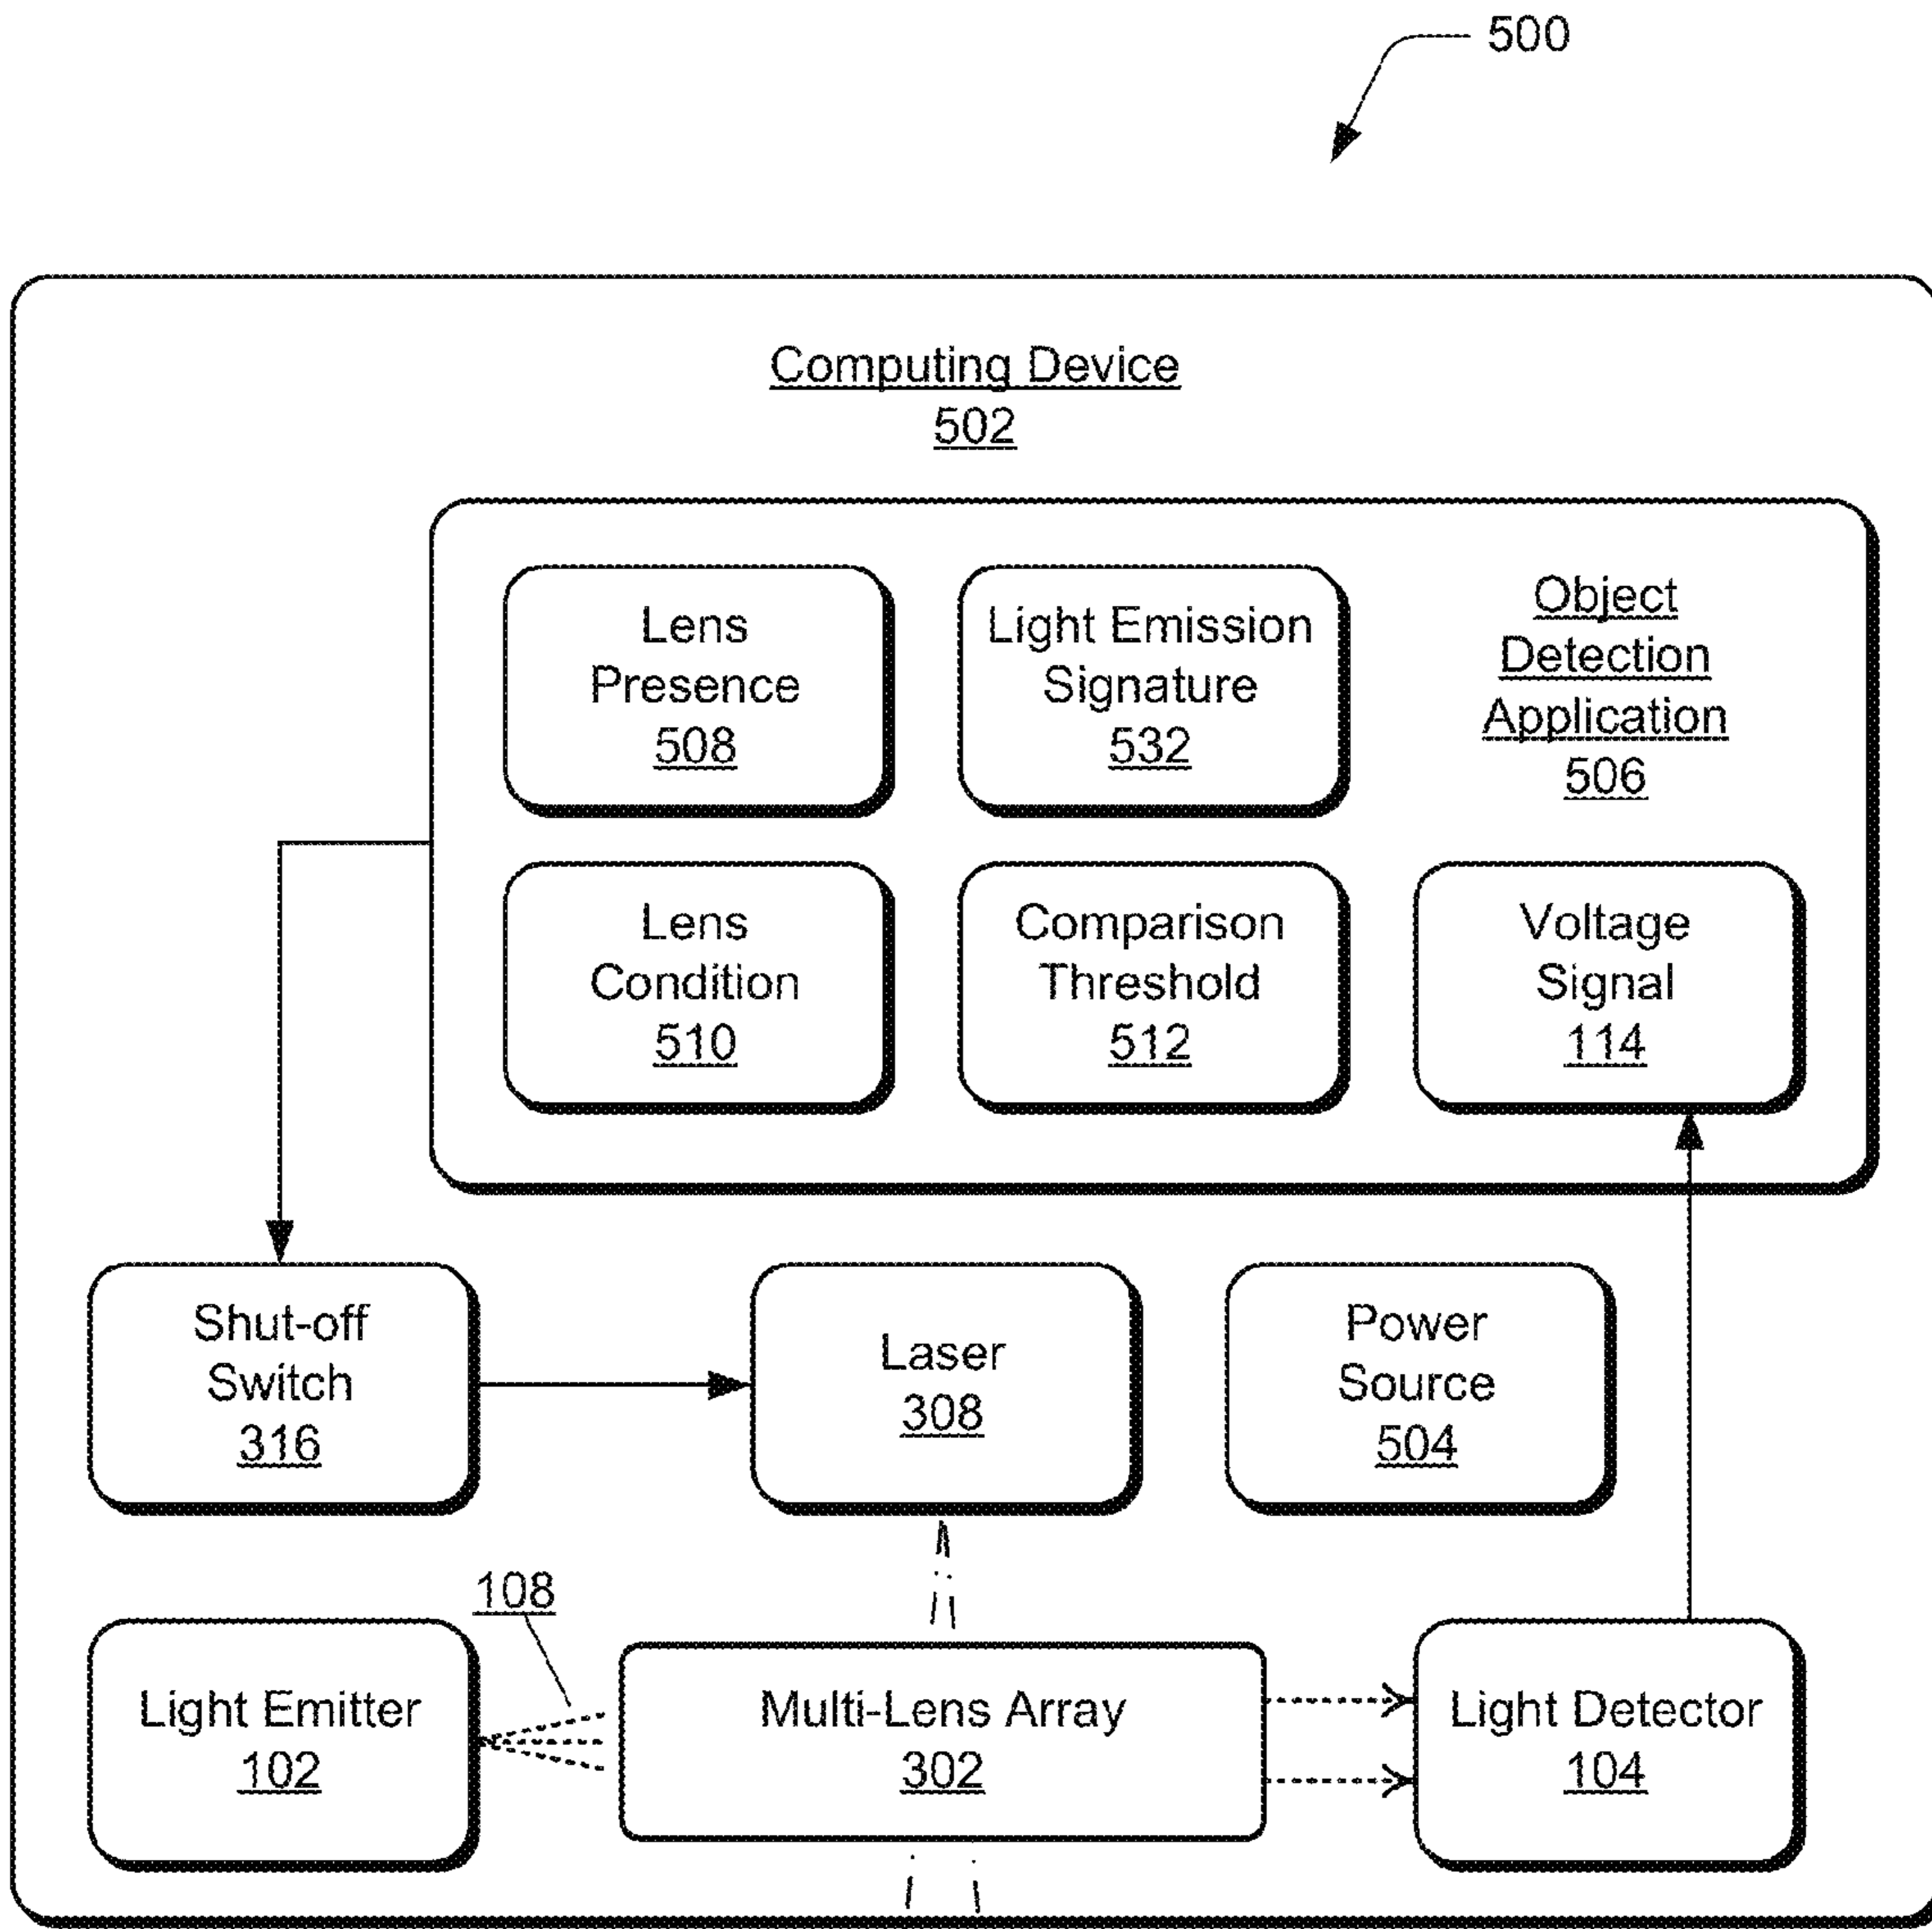 500
Computing Device
502
Lens
Presence
508
Light Emission
Signature
532
Object
Detection
Application
506
Lens
Condition
510
Comparison
Threshold
512
Voltage
Signal
114
Shut-off
Switch
316
Laser
308
Power
Source
504
108
Light Emitter
102
Multi-Lens Array
302
Light Detector
104